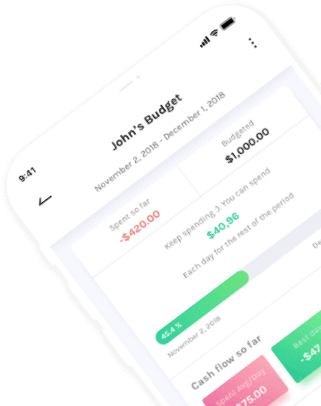 9:41
John's Budget
November 2, 2018 - December 1, 2018
Spent so far
-$420.00
Budgeted
$1,000.00
Keep spending :). You can spend
$40,96
Each day for the rest of the period
45.4 %
November 2, 2018
De
Cash flow so far
Spent Avg/Day
$75.00
Best day
-$47